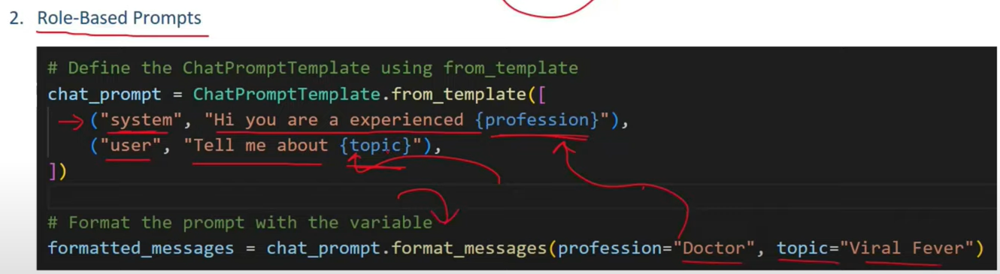 2. Role-Based Prompts
# Define the ChatPromptTemplate using from_template
chat_prompt = ChatPromptTemplate.from_template([
("system", "Hi you are a experienced {profession}"),
("user", "Tell me about {topic}"),
])
# Format the prompt with the variable
formatted_messages = chat_prompt.format_messages(profession="Doctor", topic="Viral Fever")